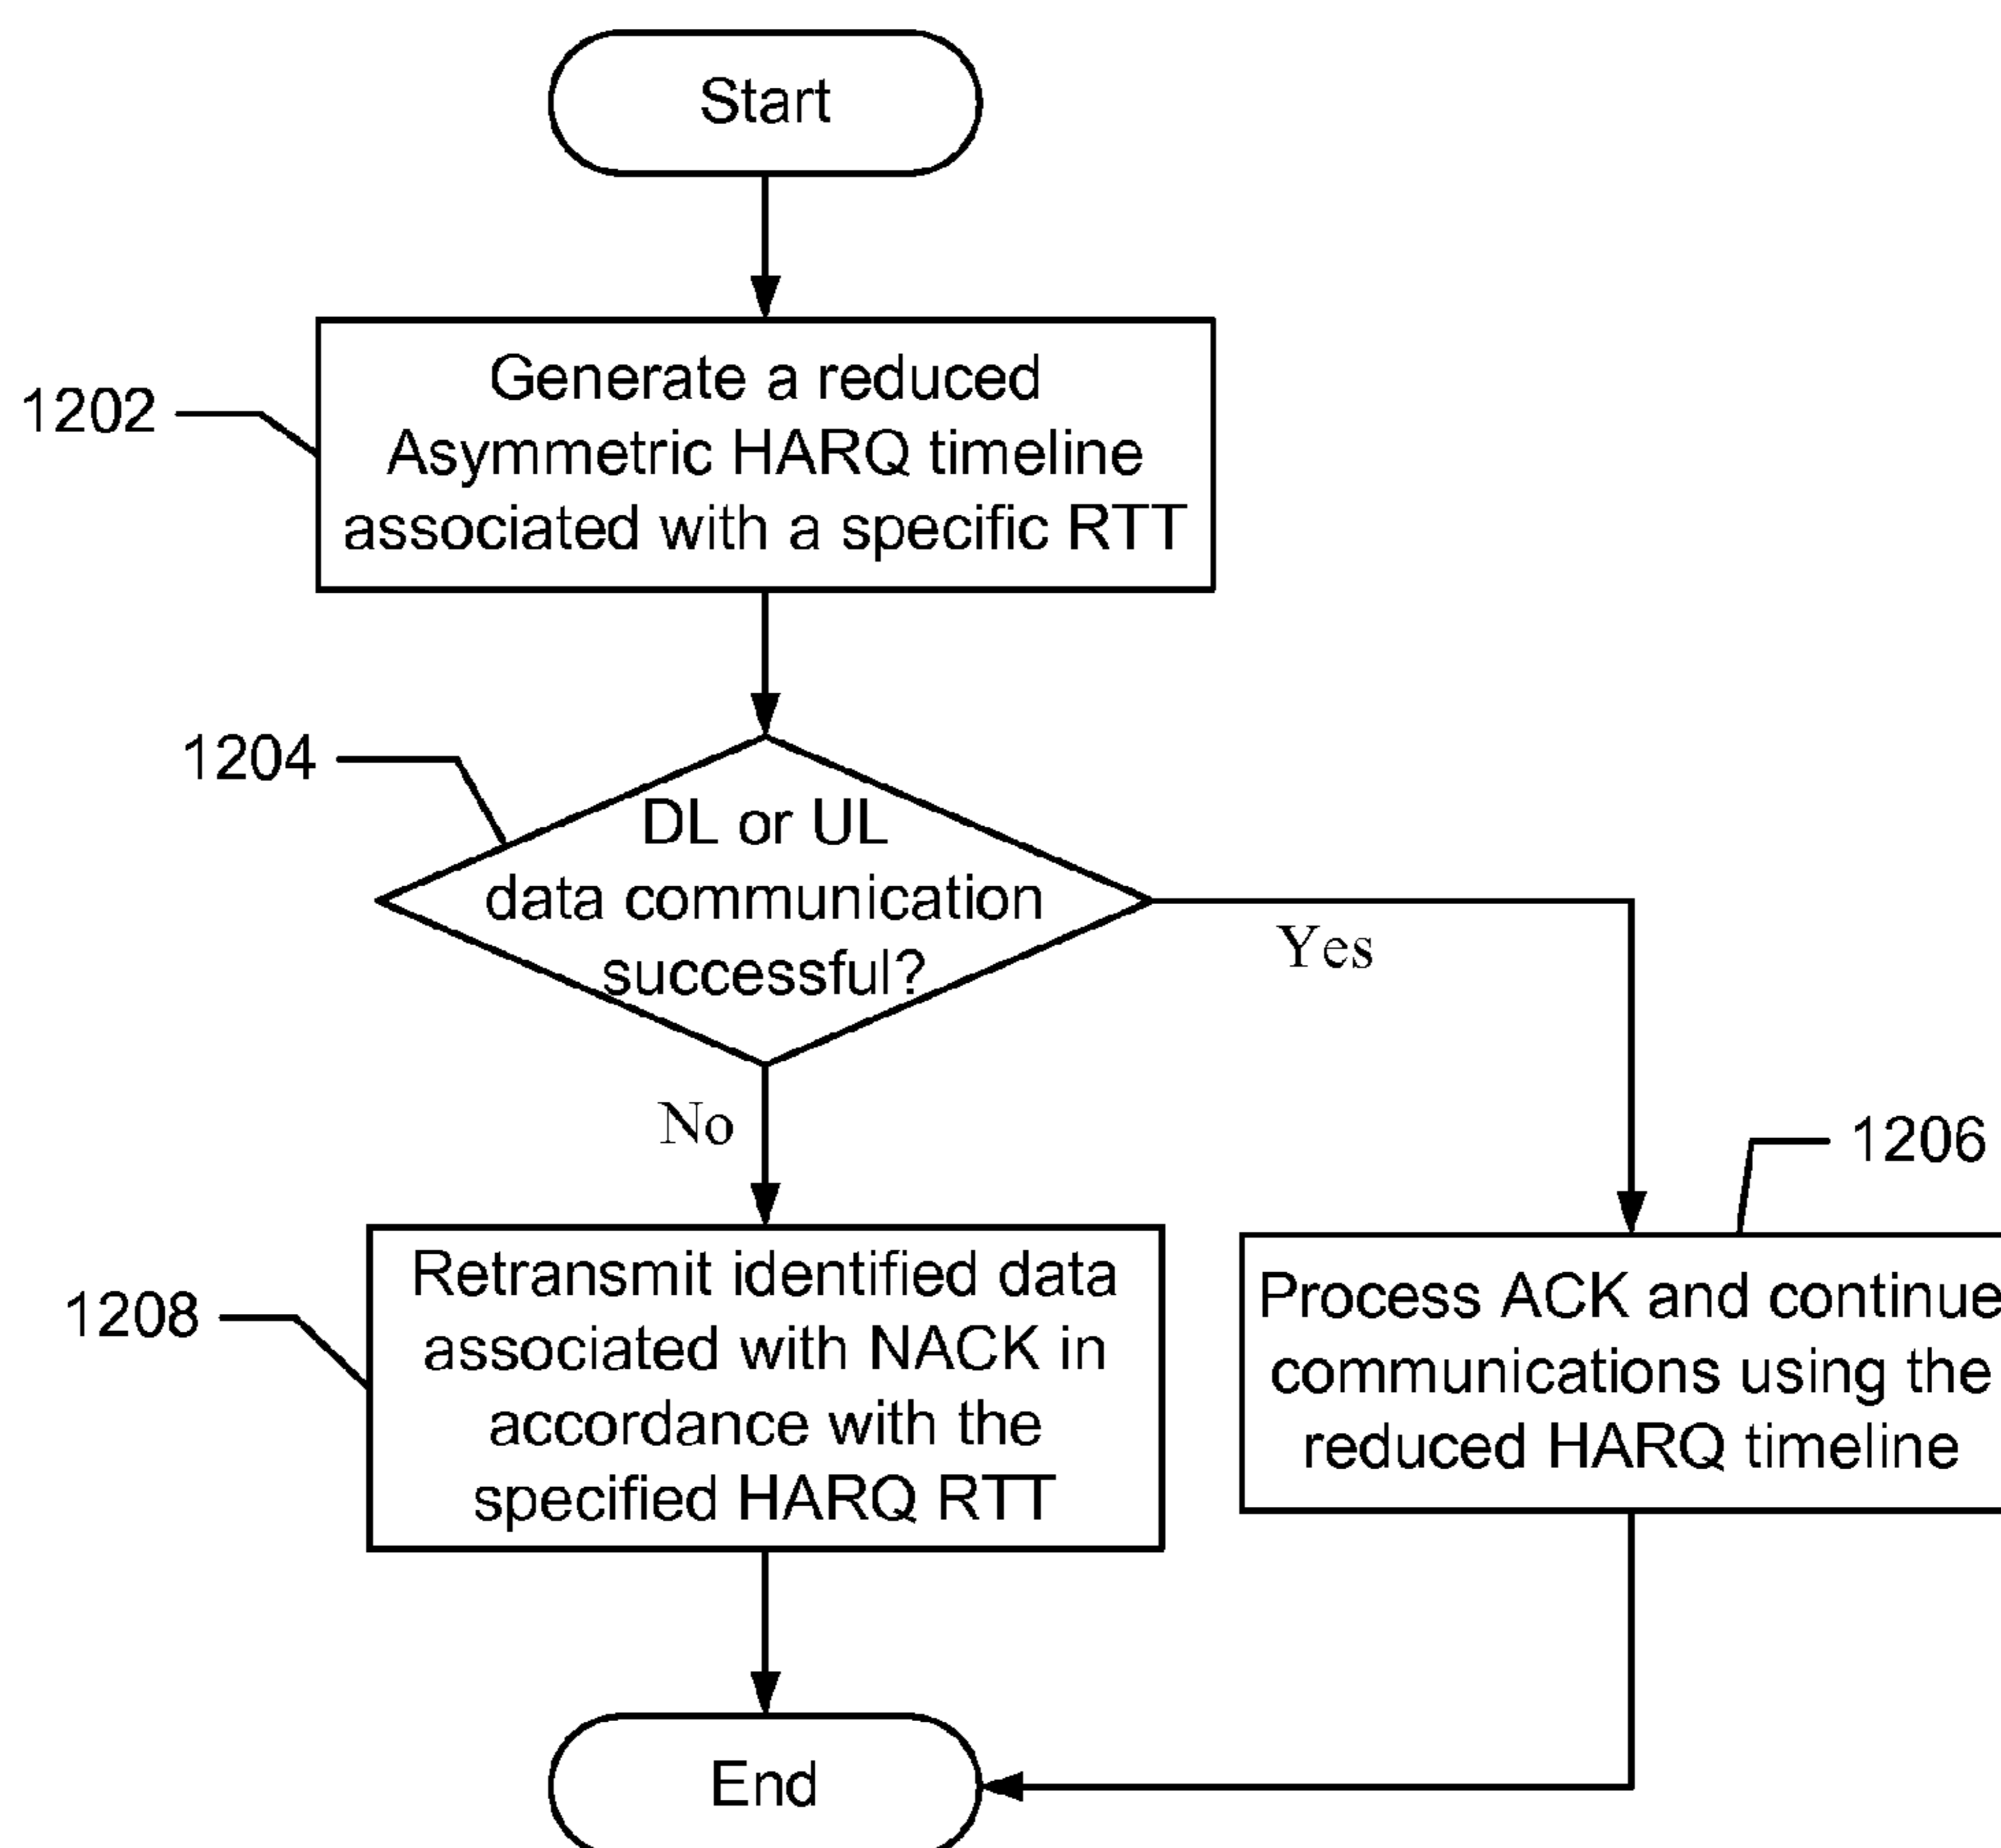 Start
1202
Generate a reduced
Asymmetric HARQ timeline
associated with a specific RTT
1204
DL or UL
data communication
successful?
Yes
No
1206
1208
Retransmit identified data
associated with NACK in
accordance with the
specified HARQ RTT
Process ACK and continue
communications using the
reduced HARQ timeline
End